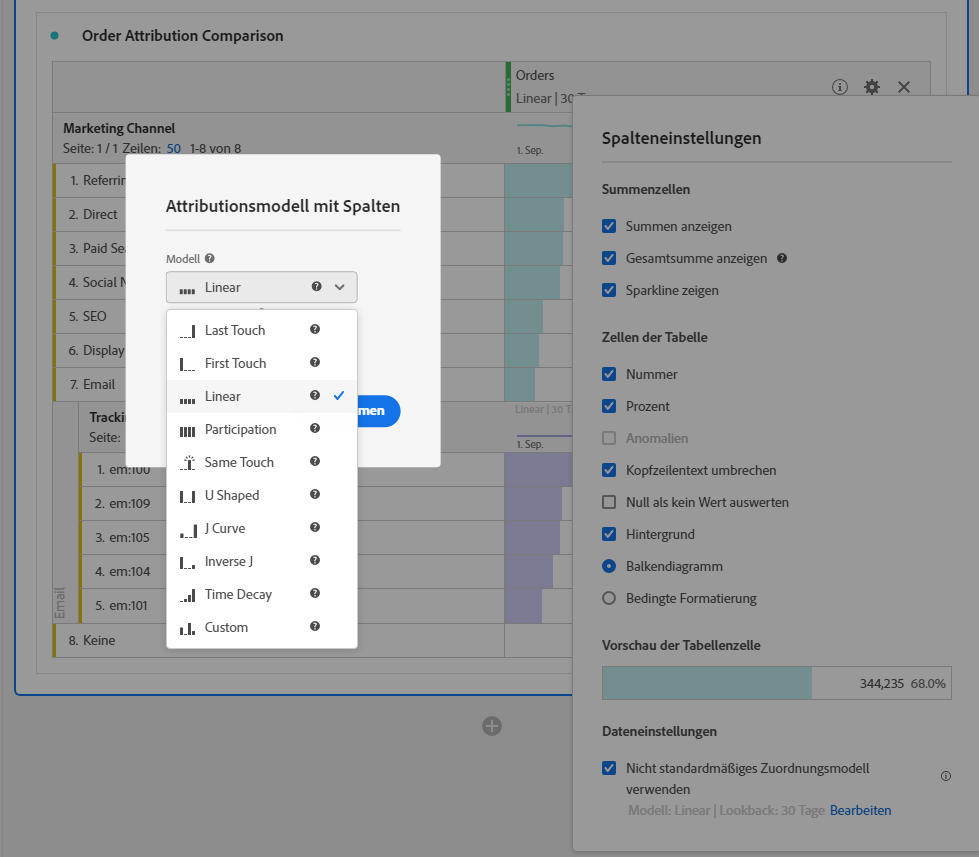 Order Attribution Comparison
Orders
Linear | 30
Marketing Channel
Seite: 1 / 1 Zeilen: 50 1-8 von 8
1. Sep.
1. Referrin
2. Direct
3. Paid Se
4. Social N
5. SEO
6. Display
7. Email
Linear | 30 T
Tracki
Seite:
1. Sep.
1. em:100
2. em:109
3. em:105
4. em:104
5. em:101
Email
8. Keine
Attributionsmodell mit Spalten
Modell
Linear
Last Touch
First Touch
Linear
Participation
Same Touch
U Shaped
J Curve
Inverse J
Time Decay
Custom
men
Spalteneinstellungen
Summenzellen
Summen anzeigen
Gesamtsumme anzeigen
Sparkline zeigen
Zellen der Tabelle
Nummer
Prozent
Anomalien
Kopfzeilentext umbrechen
Null als kein Wert auswerten
Hintergrund
Balkendiagramm
Bedingte Formatierung
Vorschau der Tabellenzelle
344,235 68.0%
Dateneinstellungen
Nicht standardmäßiges Zuordnungsmodell
verwenden
Modell: Linear | Lookback: 30 Tage Bearbeiten